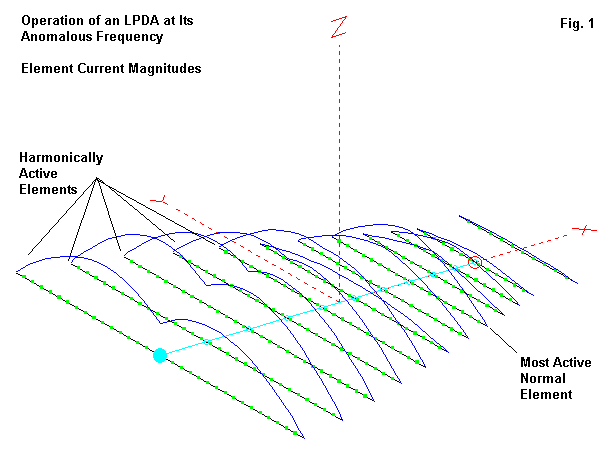 Operation of an LPDA at Its
Anomalous Frequency
Fig. 1
Element Current Magnitudes
Z
Harmonically
Active
Elements
Y
X
Most Active
Normal
Element